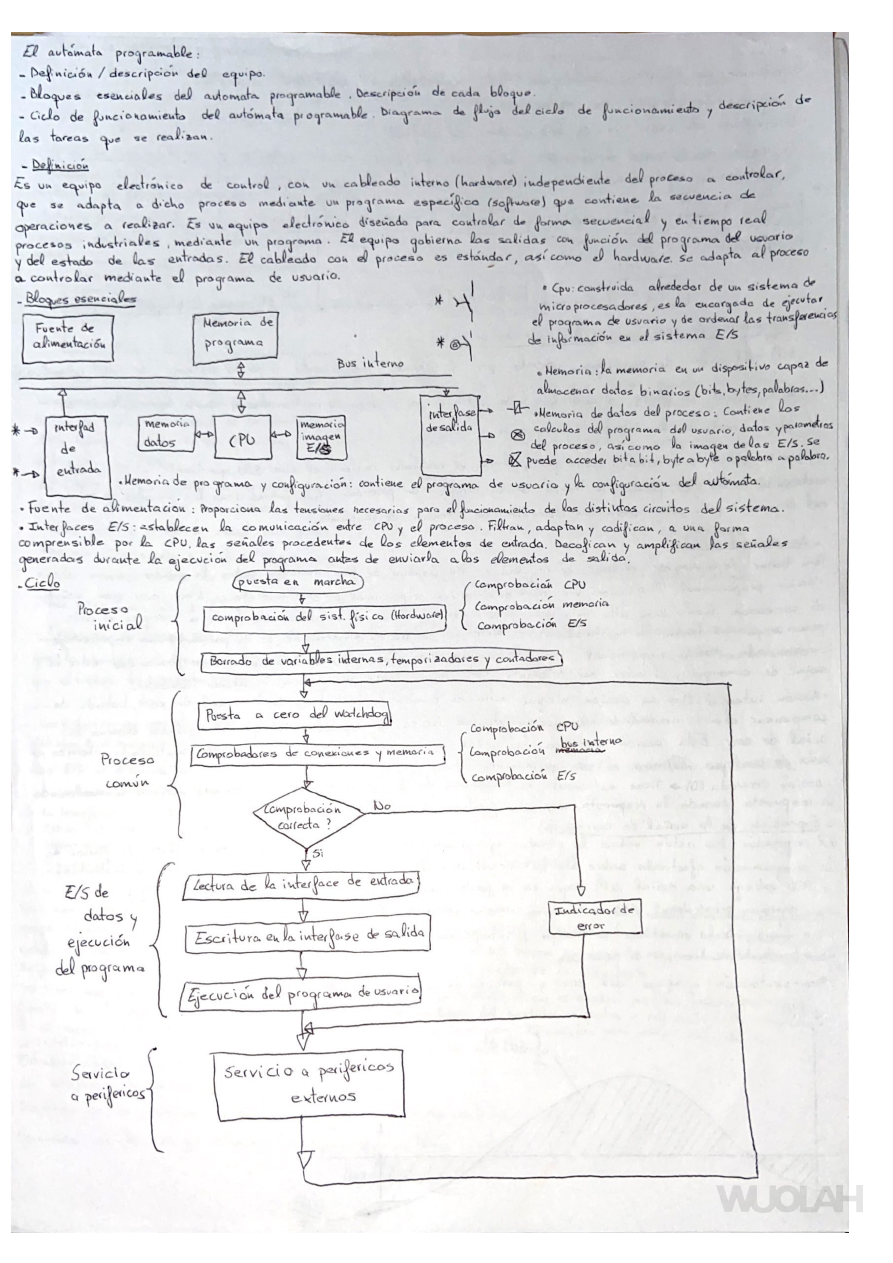 El autómata programable:
- Definición / descripción del equipo.
- Bloques esenciales del automata programable. Descripción de cada bloque.
- Ciclo de funcionamiento del autómata programable. Diagrama de flujo del ciclo de funcionamiento y descripción de
las tareas que se realizan.
- Definición
Es un equipo electrónico de control, con un cableado interno (hardware) independiente del proceso a controlar,
que se adapta a dicho proceso mediante un programa específico (software) que contiene la secuencia de
operaciones a realizar. Es un equipo electrónico diseñado para controlar de forma secuencial y en tiempo real
procesos industriales, mediante un programa. El equipo gobierna las salidas con función del programa del usuario
y del estado de las entradas. El cableado con el proceso es estándar, así como el hardware. Se adapta al proceso
a controlar mediante el programa de usuario.
- Bloques esenciales
Fuente de
alimentación
Memoria de
programa
Bus interno
*
*
• Cpu: construida alrededor de un sistema de
microprocesadores, es la encargada de ejecutar
el programa de usuario y de ordenar las transferencias
de información en el sistema E/S
* Interfad
de
entrada
*
memoria
datos
CPU
memoria
imagen
E/S
interfase
de salida
• Memoria: la memoria en un dispositivo capaz de
almacenar datos binarios (bits, bytes, palabras...)
• Memoria de datos del proceso: Contiene los
calculos del programa del usuario, datos y parametros
del proceso, así como la imagen de las E/S. Se
puede acceder bit a bit, byte a byte o palabra a palabra.
• Memoria de programa y configuración: contiene el programa de usuario y la configuración del autómata.
• Fuente de alimentación: Proporciona las tensiones necesarias para el funcionamiento de los distintos circuitos del sistema.
• Interfaces E/S: establecen la comunicación entre CPU y el proceso. Filtran, adaptan y codifican, a una forma
comprensible por la CPU, las señales procedentes de los elementos de entrada. Decofican y amplifican las señales
generadas durante la ejecución del programa antes de enviarla a los elementos de salida.
- Ciclo
Proceso
inicial
puesta en marcha
comprobación del sist. físico (Hardware)
Comprobación CPU
Comprobación memoria
Comprobación E/S
Borrado de variables internas, temporizadores y contadores
Proceso
común
Puesta a cero del watchdog
Comprobadores de conexiones y memoria
Comprobación CPU
Comprobación bus interno
Comprobación E/S
Comprobación
correcta?
No
Si
E/S de
datos y
ejecución
del programa
Lectura de la interface de entrada
Escritura en la interfase de salida
Ejecución del programa de usuario
Indicador de
error
Servicio
a perifericos
Servicio a perifericos
externos
WUOLAH